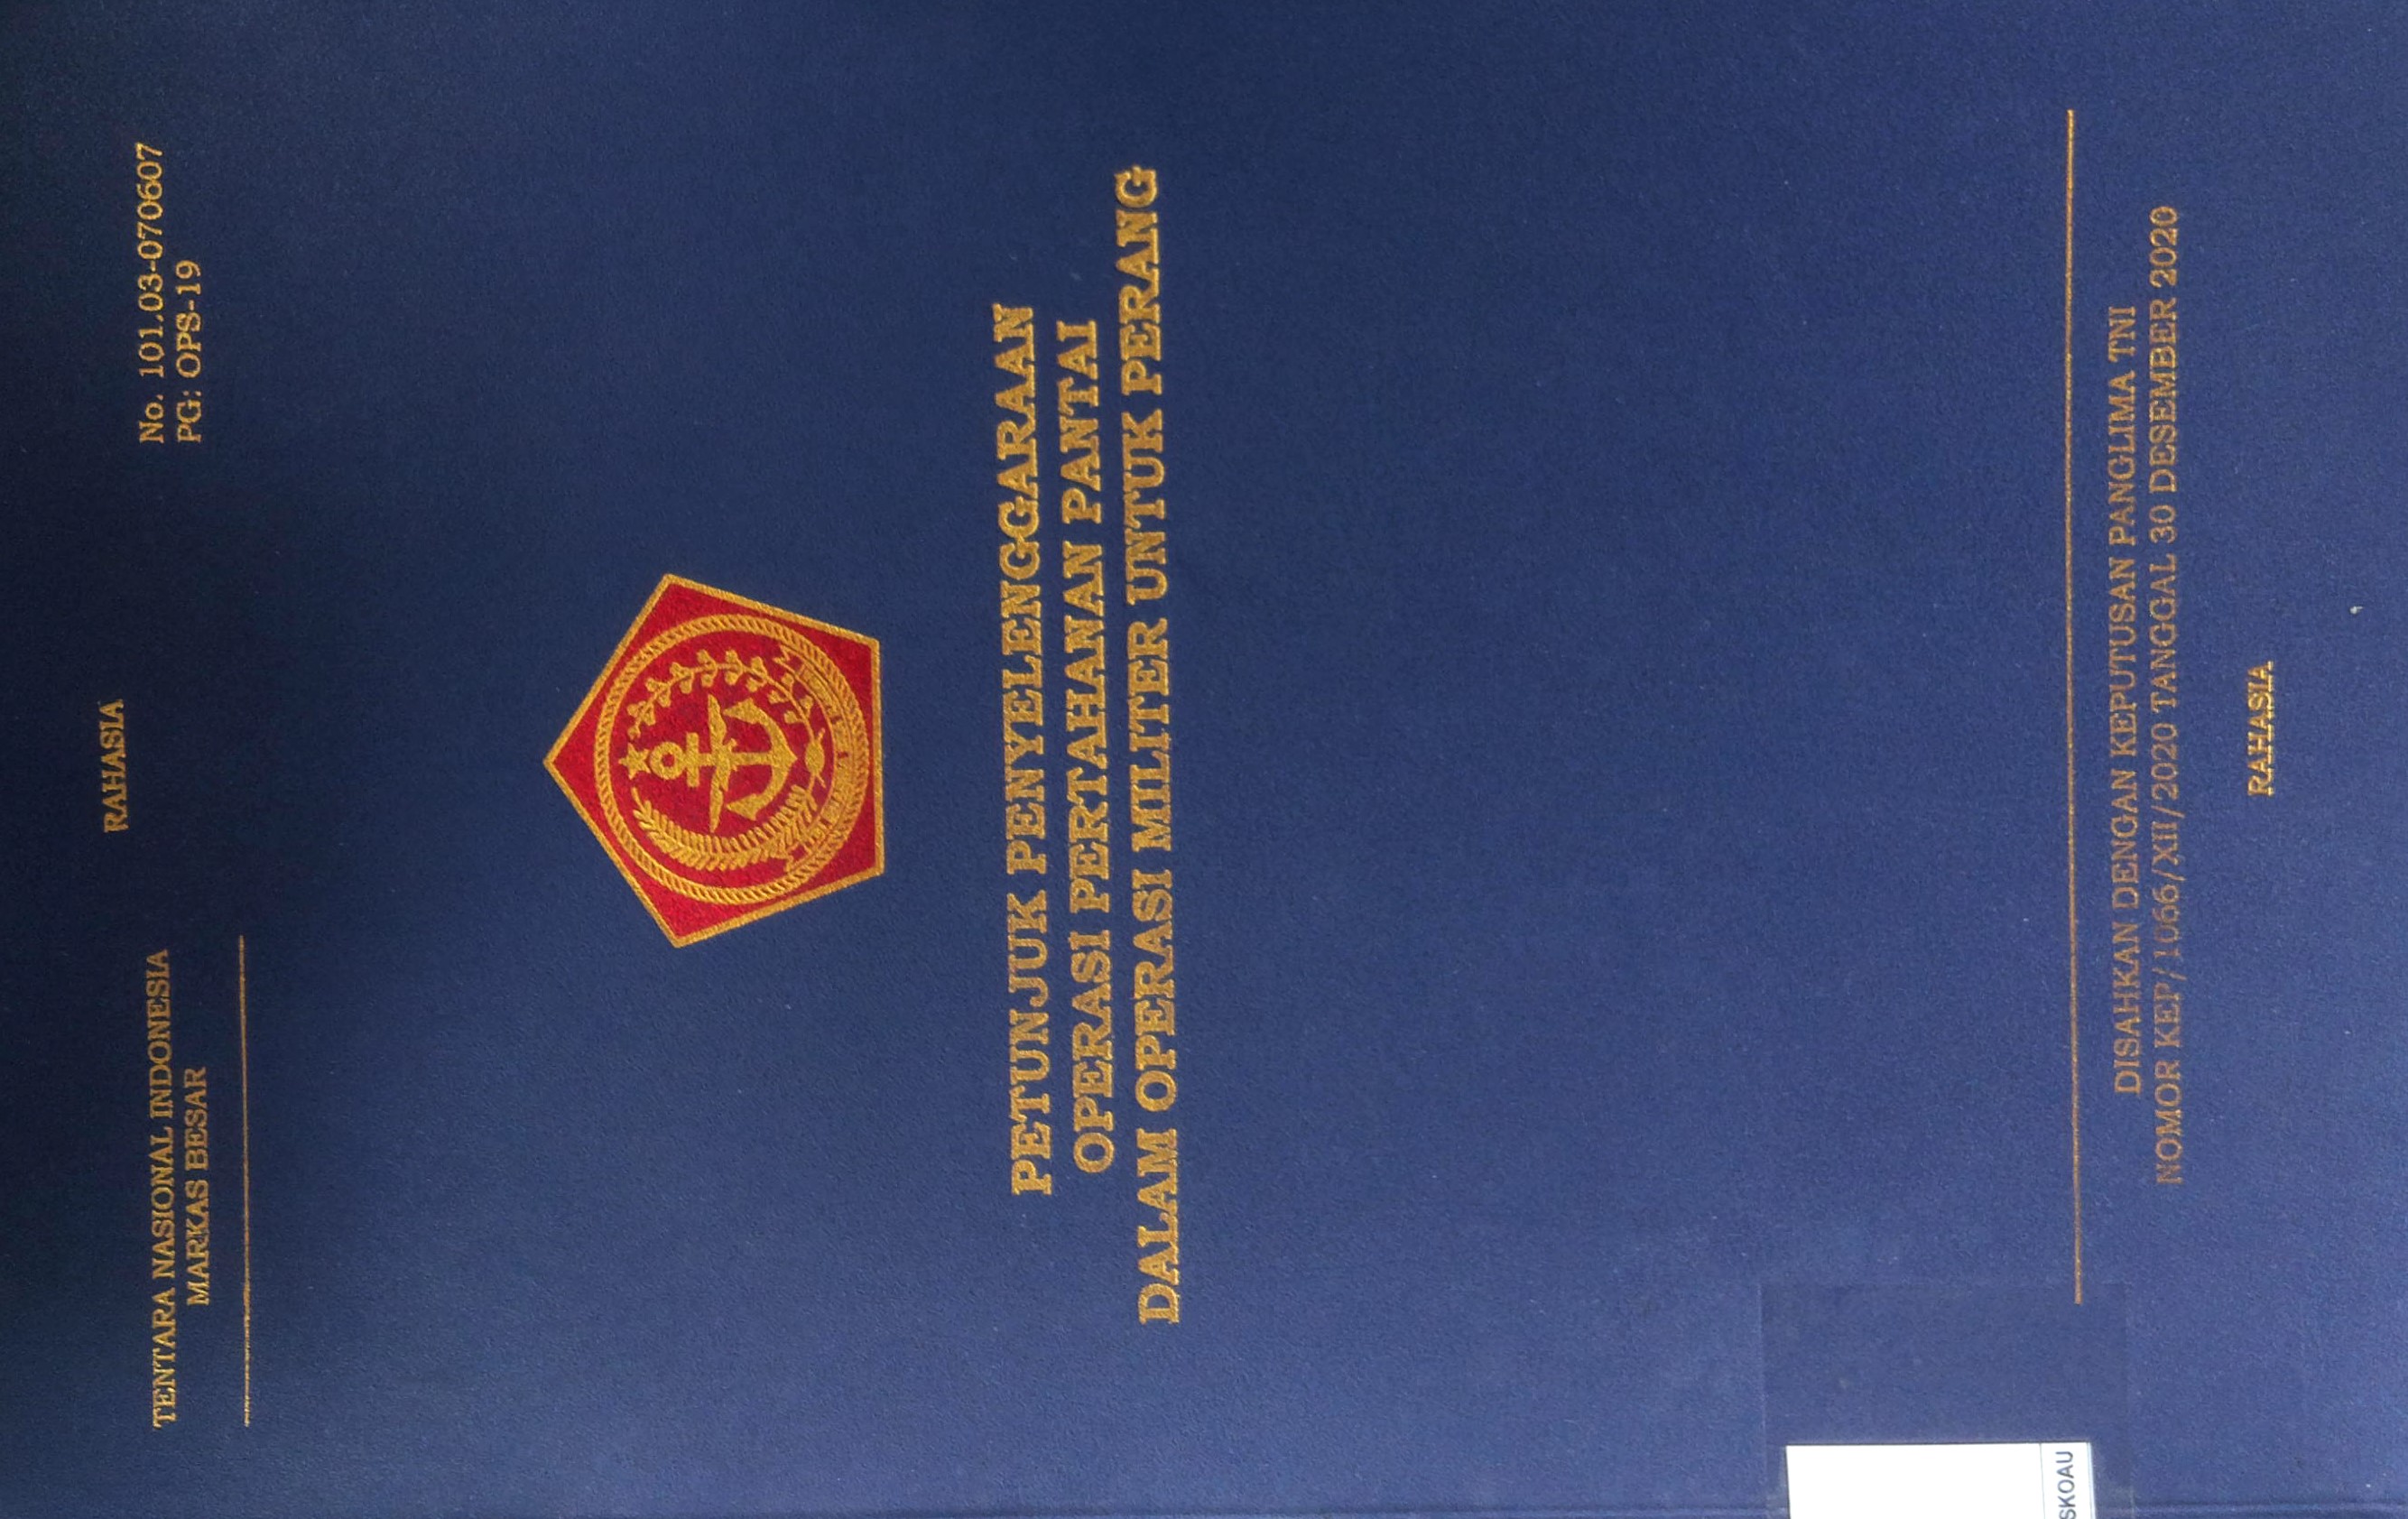 RAHASIA
TENTARA NASIONAL INDONESIA
MARKAS BESAR
No. 101.03-070607
PG: OPS-19
PETUNJUK PENYELENGGARAAN
OPERASI PERTAHANAN PANTAI
DALAM OPERASI MILITER UNTUK PERANG
DISAHKAN DENGAN KEPUTUSAN PANGLIMA TNI
NOMOR KEP/1066/XII/2020 TANGGAL 30 DESEMBER 2020
RAHASIA
SKOAU